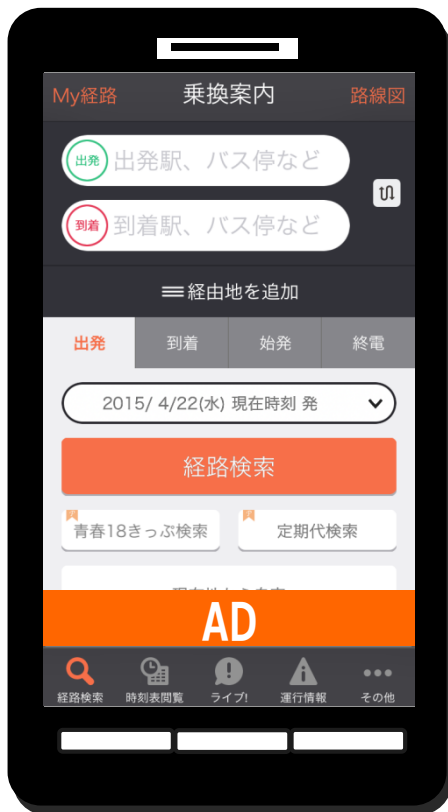 My経路 乗換案内 路線図
出発 出発駅、バス停など
到着 到着駅、バス停など
経由地を追加
出発 到着 始発 終電
2015/ 4/22(水) 現在時刻 発
経路検索
青春18きっぷ検索 定期代検索
AD
経路検索 時刻表閲覧 ライブ! 運行情報 その他